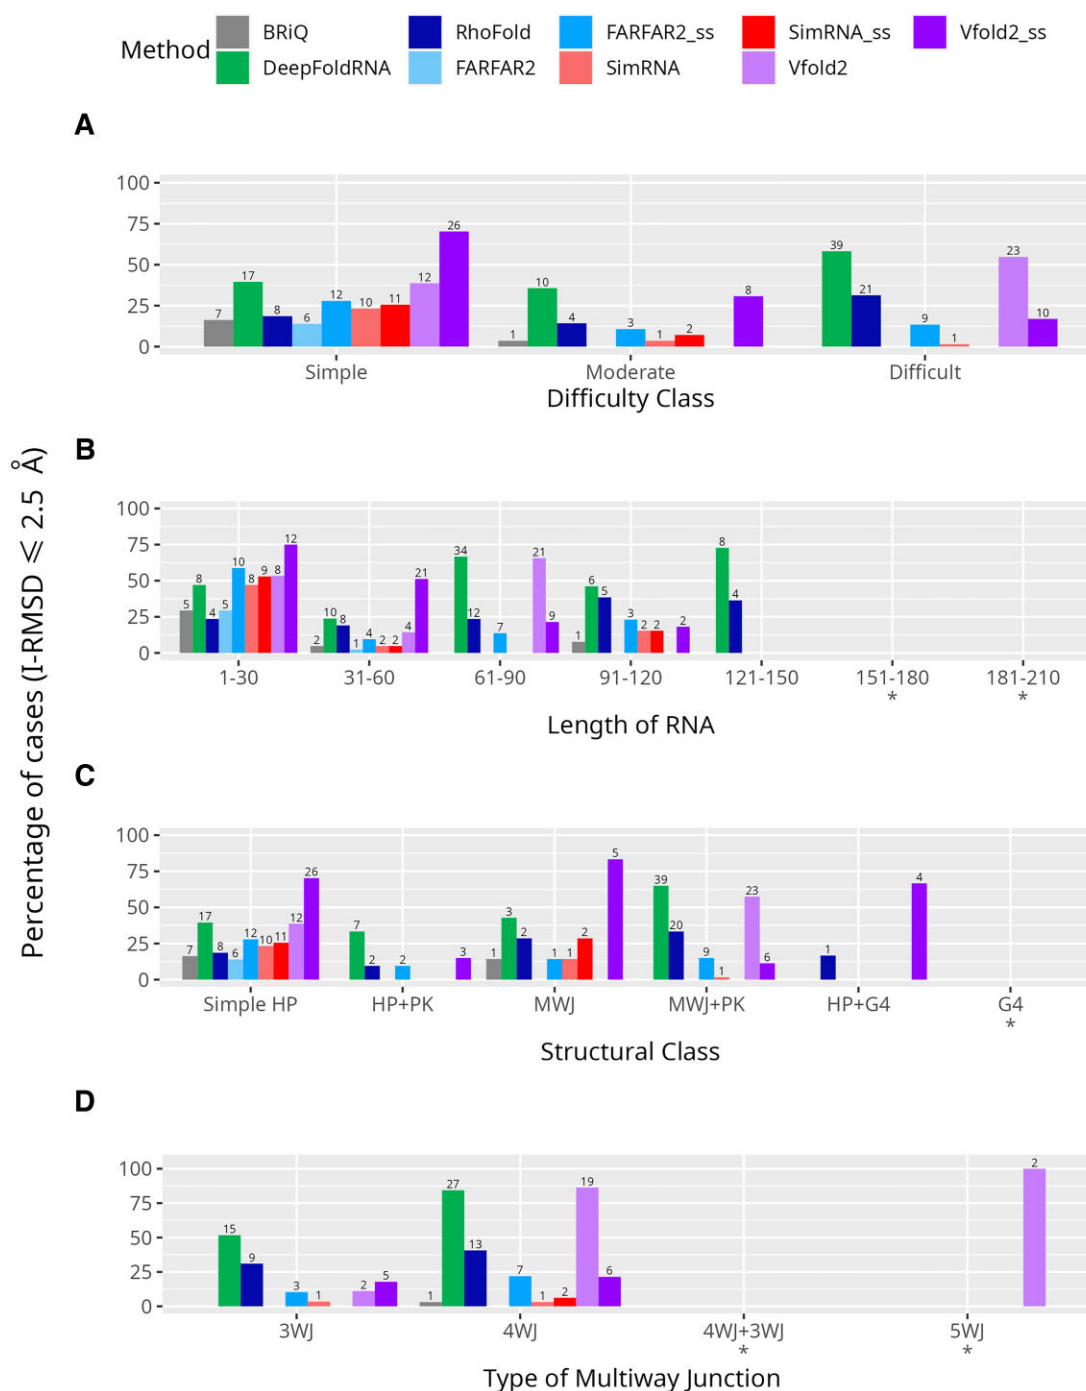 Method BRiQ RhoFold FARFAR2_ss SimRNA_ss Vfold2_ss
DeepFoldRNA FARFAR2 SimRNA Vfold2
Percentage of cases (I-RMSD ⩽ 2.5 Å)
A
100
75
50
25
0
7 17 8 6 12 10 11 12 26
1 10 4 3 1 2 8
39 21 9 1 23 10
Simple Moderate Difficult
Difficulty Class
B
100
75
50
25
0
5 8 4 5 10 8 9 8 12
2 10 8 1 4 2 2 4 21
34 12 7 21 9
1 6 5 3 2 2 2
8 4
1-30 31-60 61-90 91-120 121-150 151-180 181-210
* *
Length of RNA
C
100
75
50
25
0
7 17 8 6 12 10 11 12 26
7 2 2 3
1 3 2 1 1 2 5
39 20 9 1 23 6
1 4
Simple HP HP+PK MWJ MWJ+PK HP+G4 G4
*
Structural Class
D
100
75
50
25
0
15 9 3 1 2 5
1 27 13 7 1 2 19 6
2
3WJ 4WJ 4WJ+3WJ 5WJ
* *
Type of Multiway Junction